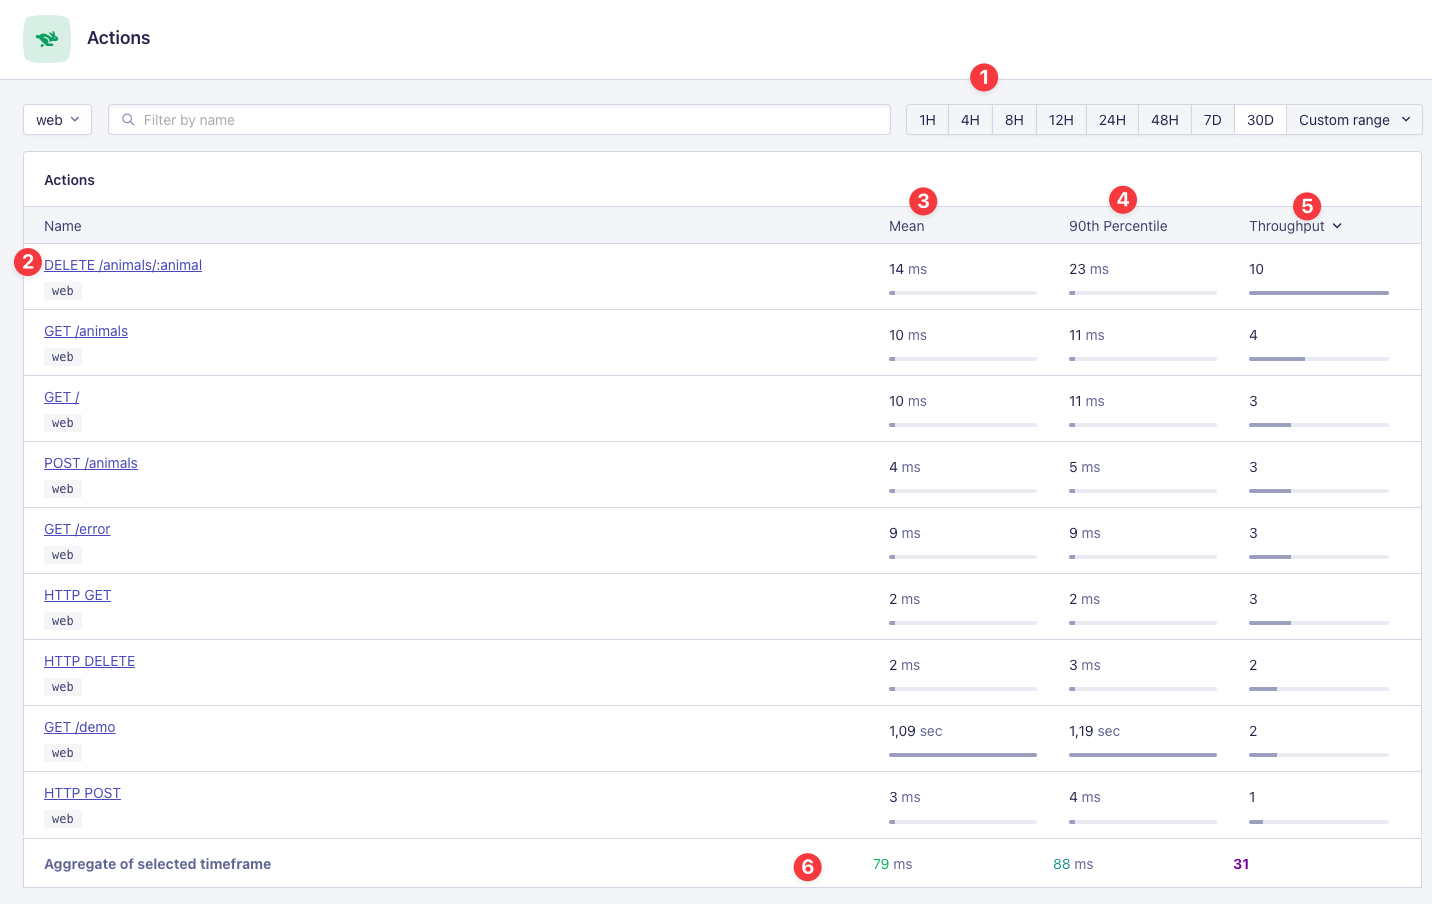 Actions
1
web
Filter by name
1H 4H 8H 12H 24H 48H 7D 30D Custom range
Actions
3 4 5
Name Mean 90th Percentile Throughput
2 DELETE /animals/:animal
14 ms 23 ms 10
web
GET /animals
10 ms 11 ms 4
web
GET /
10 ms 11 ms 3
web
POST /animals
4 ms 5 ms 3
web
GET /error
9 ms 9 ms 3
web
HTTP GET
2 ms 2 ms 3
web
HTTP DELETE
2 ms 3 ms 2
web
GET /demo
1,09 sec 1,19 sec 2
web
HTTP POST
3 ms 4 ms 1
web
Aggregate of selected timeframe 6 79 ms 88 ms 31